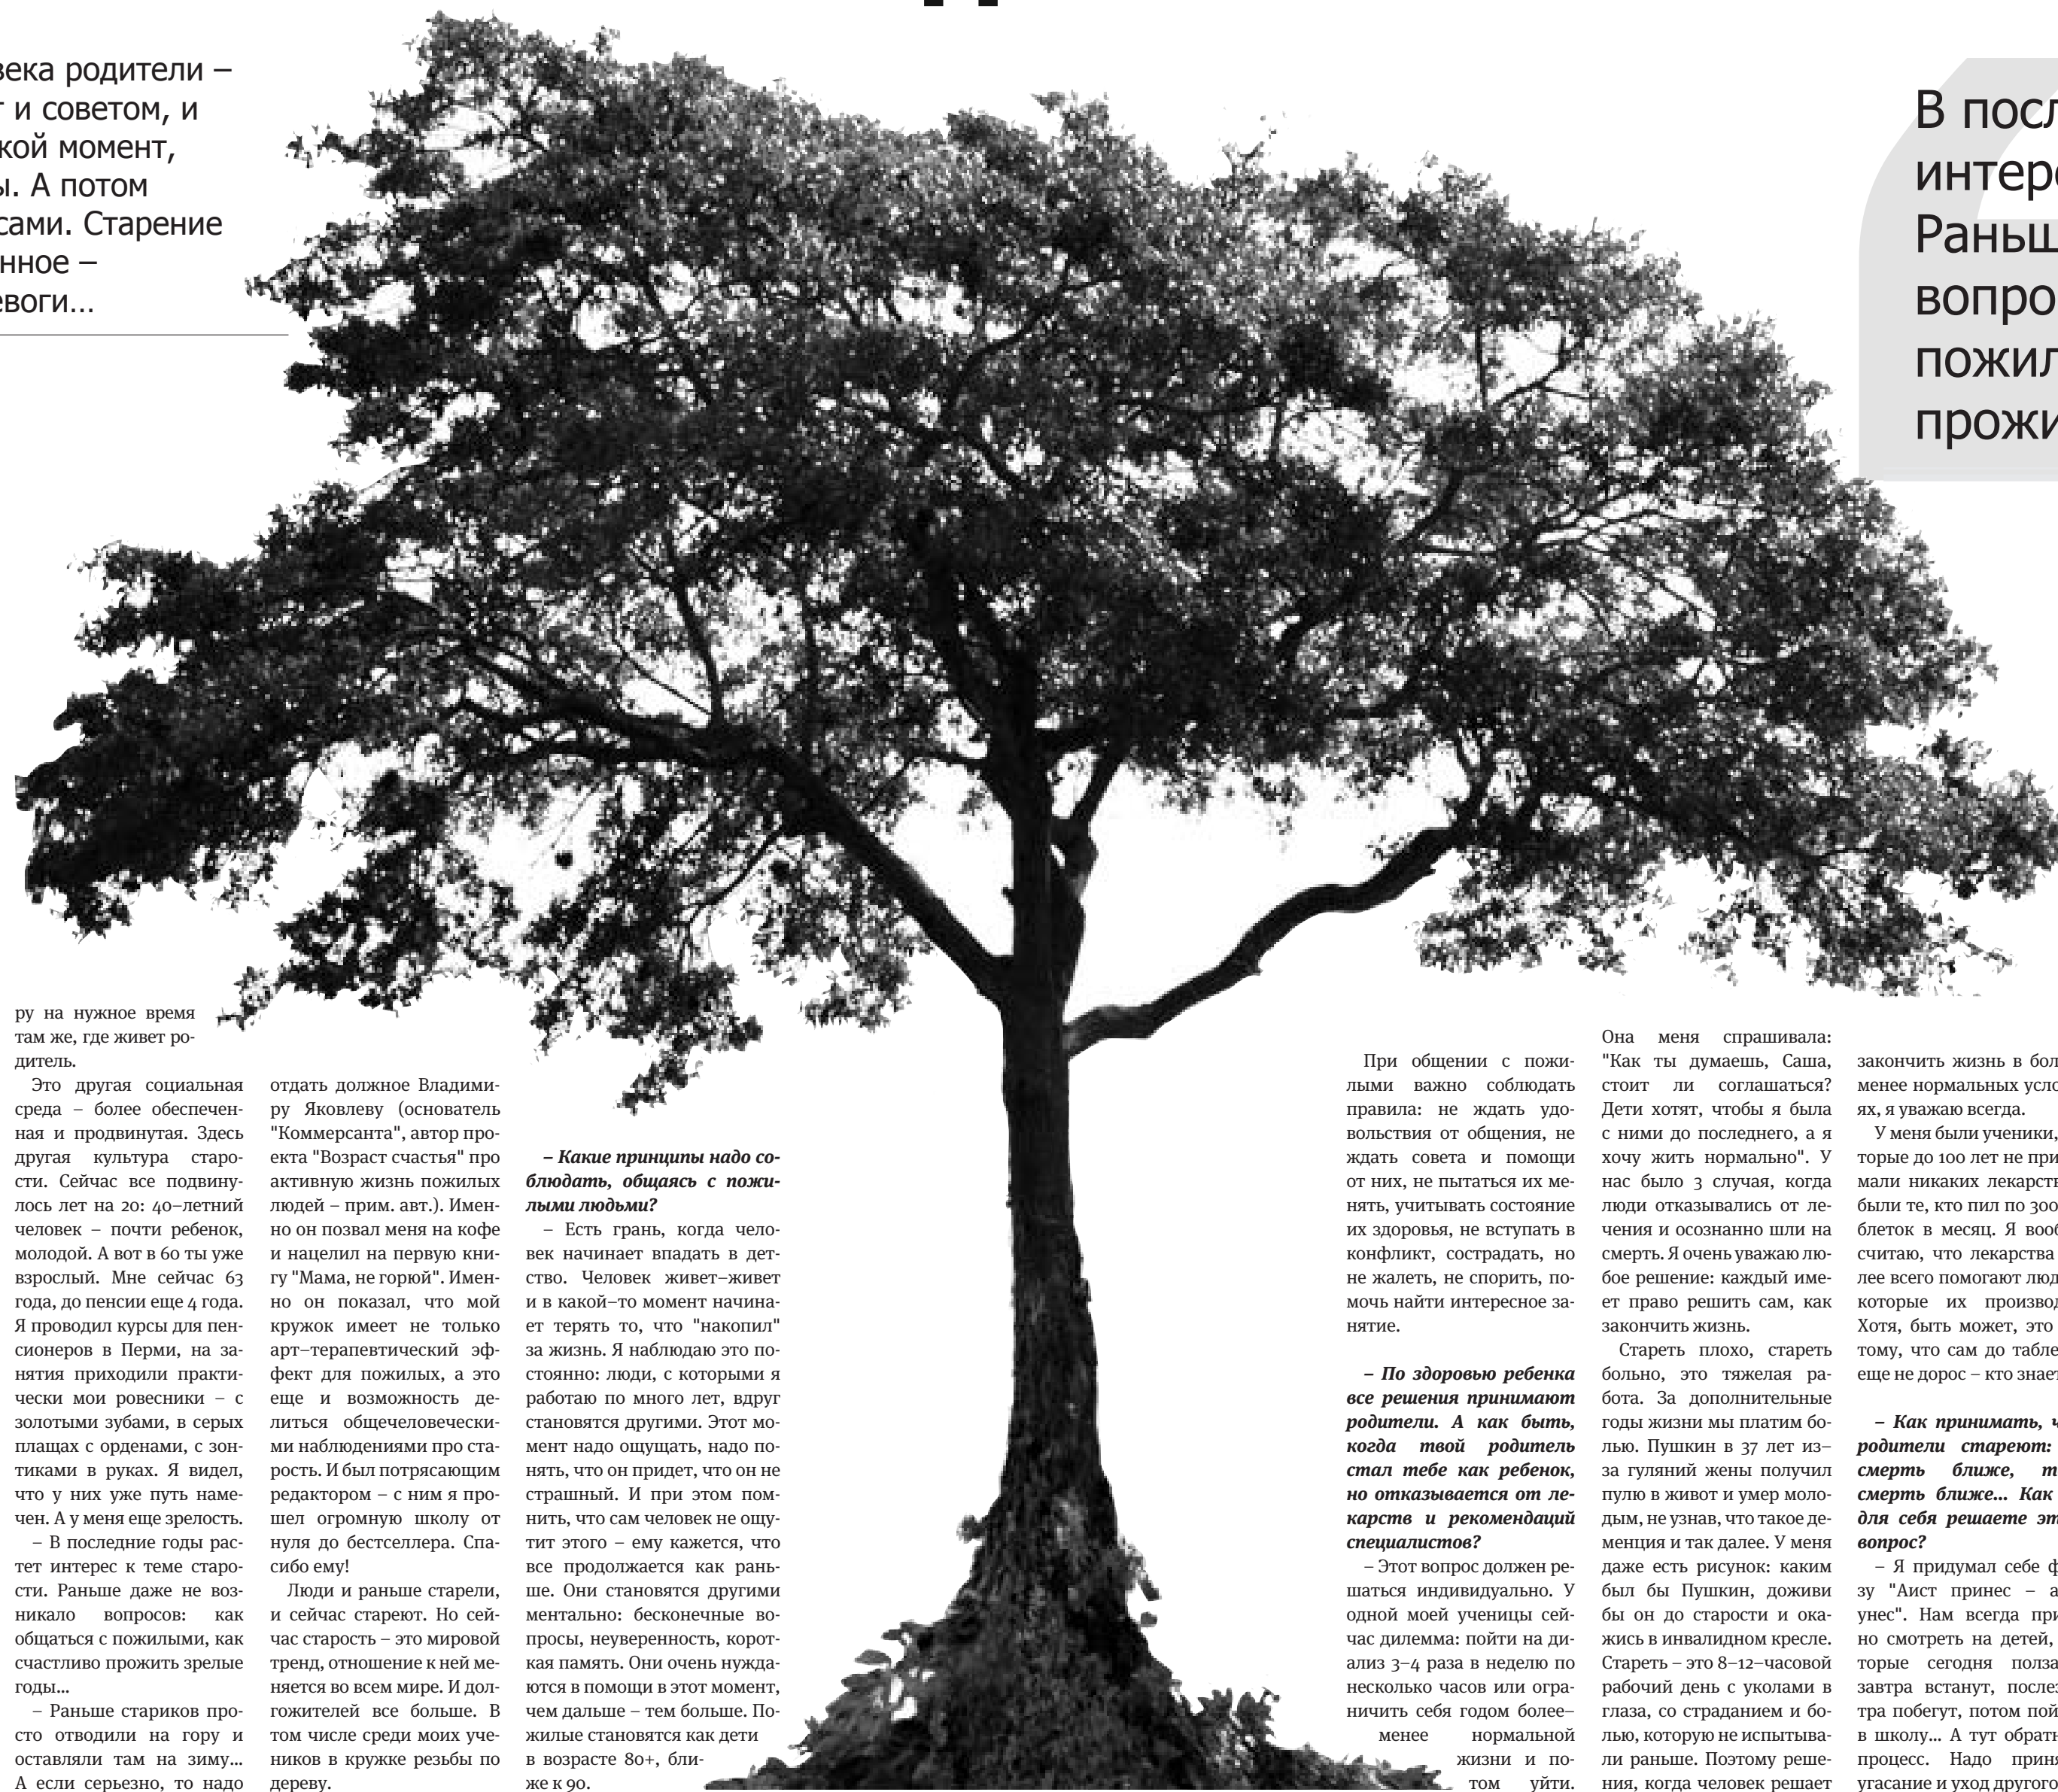 века родители –
т и советом, и
кой момент,
ы. А потом
сами. Старение
нное –
евоги...
В посл
интер
Раньш
вопро
пожил
прожи
ру на нужное время
там же, где живет ро-
дитель.
Это другая социальная
среда – более обеспечен-
ная и продвинутая. Здесь
другая культура старо-
сти. Сейчас все подвину-
лось лет на 20: 40–летний
человек – почти ребенок,
молодой. А вот в 60 ты уже
взрослый. Мне сейчас 63
года, до пенсии еще 4 года.
Я проводил курсы для пен-
сионеров в Перми, на за-
нятия приходили практи-
чески мои ровесники – с
золотыми зубами, в серых
плащах с орденами, с зон-
тиками в руках. Я видел,
что у них уже путь наме-
чен. А у меня еще зрелость.
– В последние годы рас-
тет интерес к теме старо-
сти. Раньше даже не воз-
никало вопросов: как
общаться с пожилыми, как
счастливо прожить зрелые
годы...
– Раньше стариков про-
сто отводили на гору и
оставляли там на зиму...
А если серьезно, то надо
отдать должное Владими-
ру Яковлеву (основатель
"Коммерсанта", автор про-
екта "Возраст счастья" про
активную жизнь пожилых
людей – прим. авт.). Имен-
но он позвал меня на кофе
и нацелил на первую кни-
гу "Мама, не горюй". Имен-
но он показал, что мой
кружок имеет не только
арт–терапевтический эф-
фект для пожилых, а это
еще и возможность де-
литься общечеловечески-
ми наблюдениями про ста-
рость. И был потрясающим
редактором – с ним я про-
шел огромную школу от
нуля до бестселлера. Спа-
сибо ему!
Люди и раньше старели,
и сейчас стареют. Но сей-
час старость – это мировой
тренд, отношение к ней ме-
няется во всем мире. И дол-
гожителей все больше. В
том числе среди моих уче-
ников в кружке резьбы по
дереву.
– Какие принципы надо со-
блюдать, общаясь с пожи-
лыми людьми?
– Есть грань, когда чело-
век начинает впадать в дет-
ство. Человек живет–живет
и в какой–то момент начина-
ет терять то, что "накопил"
за жизнь. Я наблюдаю это по-
стоянно: люди, с которыми я
работаю по много лет, вдруг
становятся другими. Этот мо-
мент надо ощущать, надо по-
нять, что он придет, что он не
страшный. И при этом пом-
нить, что сам человек не ощу-
тит этого – ему кажется, что
все продолжается как рань-
ше. Они становятся другими
ментально: бесконечные во-
просы, неуверенность, корот-
кая память. Они очень нужда-
ются в помощи в этот момент,
чем дальше – тем больше. По-
жилые становятся как дети
в возрасте 80+, бли-
же к 90.
При общении с пожи-
лыми важно соблюдать
правила: не ждать удо-
вольствия от общения, не
ждать совета и помощи
от них, не пытаться их ме-
нять, учитывать состояние
их здоровья, не вступать в
конфликт, сострадать, но
не жалеть, не спорить, по-
мочь найти интересное за-
нятие.
– По здоровью ребенка
все решения принимают
родители. А как быть,
когда твой родитель
стал тебе как ребенок,
но отказывается от ле-
карств и рекомендаций
специалистов?
– Этот вопрос должен ре-
шаться индивидуально. У
одной моей ученицы сей-
час дилемма: пойти на ди-
ализ 3–4 раза в неделю по
несколько часов или огра-
ничить себя годом более–
менее нормальной
жизни и по-
том уйти.
Она меня спрашивала:
"Как ты думаешь, Саша,
стоит ли соглашаться?
Дети хотят, чтобы я была
с ними до последнего, а я
хочу жить нормально". У
нас было 3 случая, когда
люди отказывались от ле-
чения и осознанно шли на
смерть. Я очень уважаю лю-
бое решение: каждый име-
ет право решить сам, как
закончить жизнь.
Стареть плохо, стареть
больно, это тяжелая ра-
бота. За дополнительные
годы жизни мы платим бо-
лью. Пушкин в 37 лет из–
за гуляний жены получил
пулю в живот и умер моло-
дым, не узнав, что такое де-
менция и так далее. У меня
даже есть рисунок: каким
был бы Пушкин, доживи
бы он до старости и ока-
жись в инвалидном кресле.
Стареть – это 8–12–часовой
рабочий день с уколами в
глаза, со страданием и бо-
лью, которую не испытыва-
ли раньше. Поэтому реше-
ния, когда человек решает
закончить жизнь в бол
менее нормальных усло
ях, я уважаю всегда.
У меня были ученики,
торые до 100 лет не при
мали никаких лекарст
были те, кто пил по 300
блеток в месяц. Я вооб
считаю, что лекарства
лее всего помогают люд
которые их производ
Хотя, быть может, это
тому, что сам до табле
еще не дорос – кто знает
– Как принимать, ч
родители стареют:
смерть ближе, т
смерть ближе... Как
для себя решаете эт
вопрос?
– Я придумал себе ф
зу "Аист принес – а
унес". Нам всегда при
но смотреть на детей,
торые сегодня полза
завтра встанут, послез
тра побегут, потом пой
в школу... А тут обратн
процесс. Надо приня
угасание и уход другого